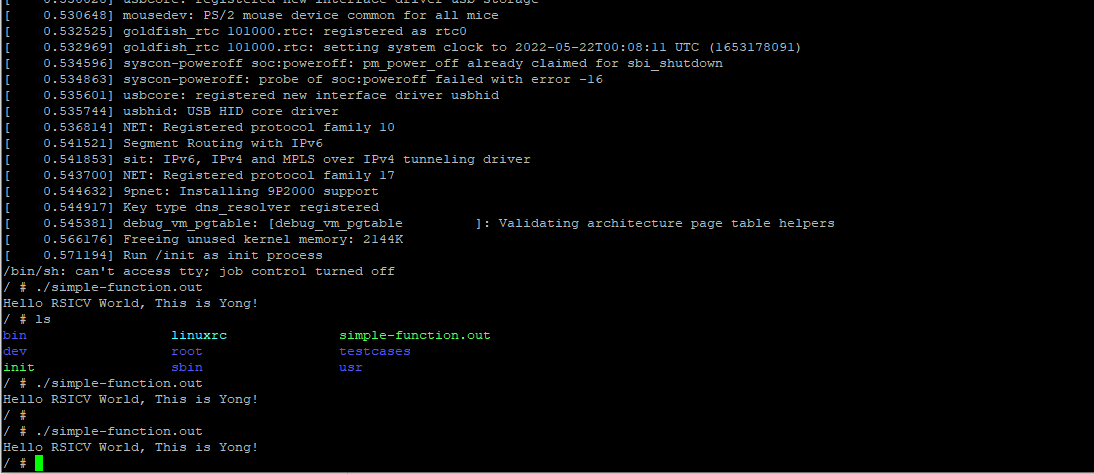 [    0.530620] usbcore: registered new interface driver usb-storage
[    0.530648] mousedev: PS/2 mouse device common for all mice
[    0.532525] goldfish_rtc 101000.rtc: registered as rtc0
[    0.532969] goldfish_rtc 101000.rtc: setting system clock to 2022-05-22T00:08:11 UTC (1653178091)
[    0.534596] syscon-poweroff soc:poweroff: pm_power_off already claimed for sbi_shutdown
[    0.534863] syscon-poweroff: probe of soc:poweroff failed with error -16
[    0.535601] usbcore: registered new interface driver usbhid
[    0.535744] usbhid: USB HID core driver
[    0.536814] NET: Registered protocol family 10
[    0.541521] Segment Routing with IPv6
[    0.541853] sit: IPv6, IPv4 and MPLS over IPv4 tunneling driver
[    0.543700] NET: Registered protocol family 17
[    0.544632] 9pnet: Installing 9P2000 support
[    0.544917] Key type dns_resolver registered
[    0.545381] debug_vm_pgtable: [debug_vm_pgtable         ]: Validating architecture page table helpers
[    0.566176] Freeing unused kernel memory: 2144K
[    0.571194] Run /init as init process
/bin/sh: can't access tty; job control turned off
/ # ./simple-function.out
Hello RSICV World, This is Yong!
/ # ls
bin                  linuxrc              simple-function.out
dev                  root                 testcases
init                 sbin                 usr
/ # ./simple-function.out
Hello RSICV World, This is Yong!
/ #
/ # ./simple-function.out
Hello RSICV World, This is Yong!
/ #